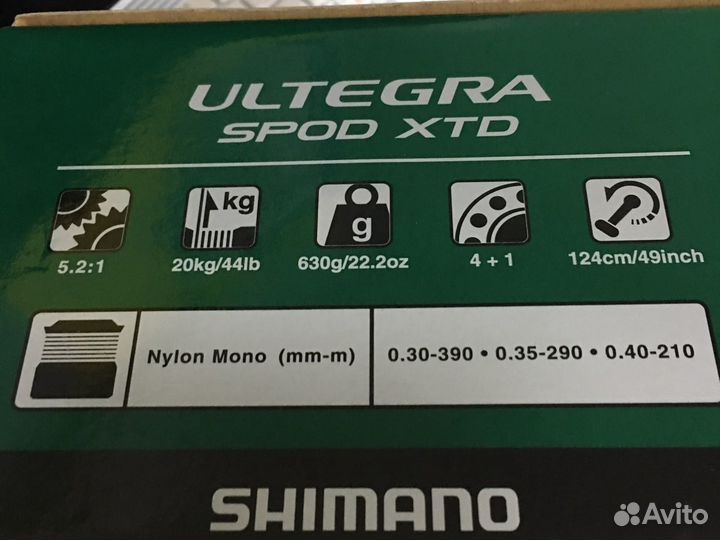 ULTEGRA
SPOD XTD
kg g
5.2:1 20kg/44lb 630g/22.2oz 4 + 1 124cm/49inch
Nylon Mono (mm-m) 0.30-390 • 0.35-290 • 0.40-210
SHIMANO
Avito